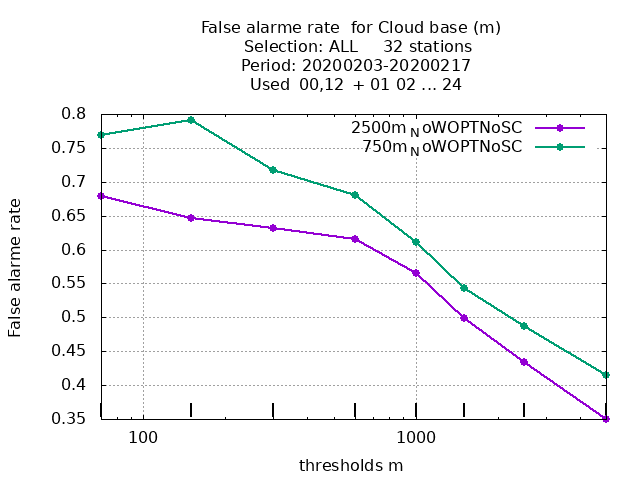 False alarme rate  for Cloud base (m)
Selection: ALL     32 stations
Period: 20200203-20200217
Used  00,12  + 01 02 ... 24
2500m_NoWOPTNoSC
750m_NoWOPTNoSC
0.8
0.75
0.7
0.65
0.6
0.55
0.5
0.45
0.4
0.35
False alarme rate
100
1000
thresholds m